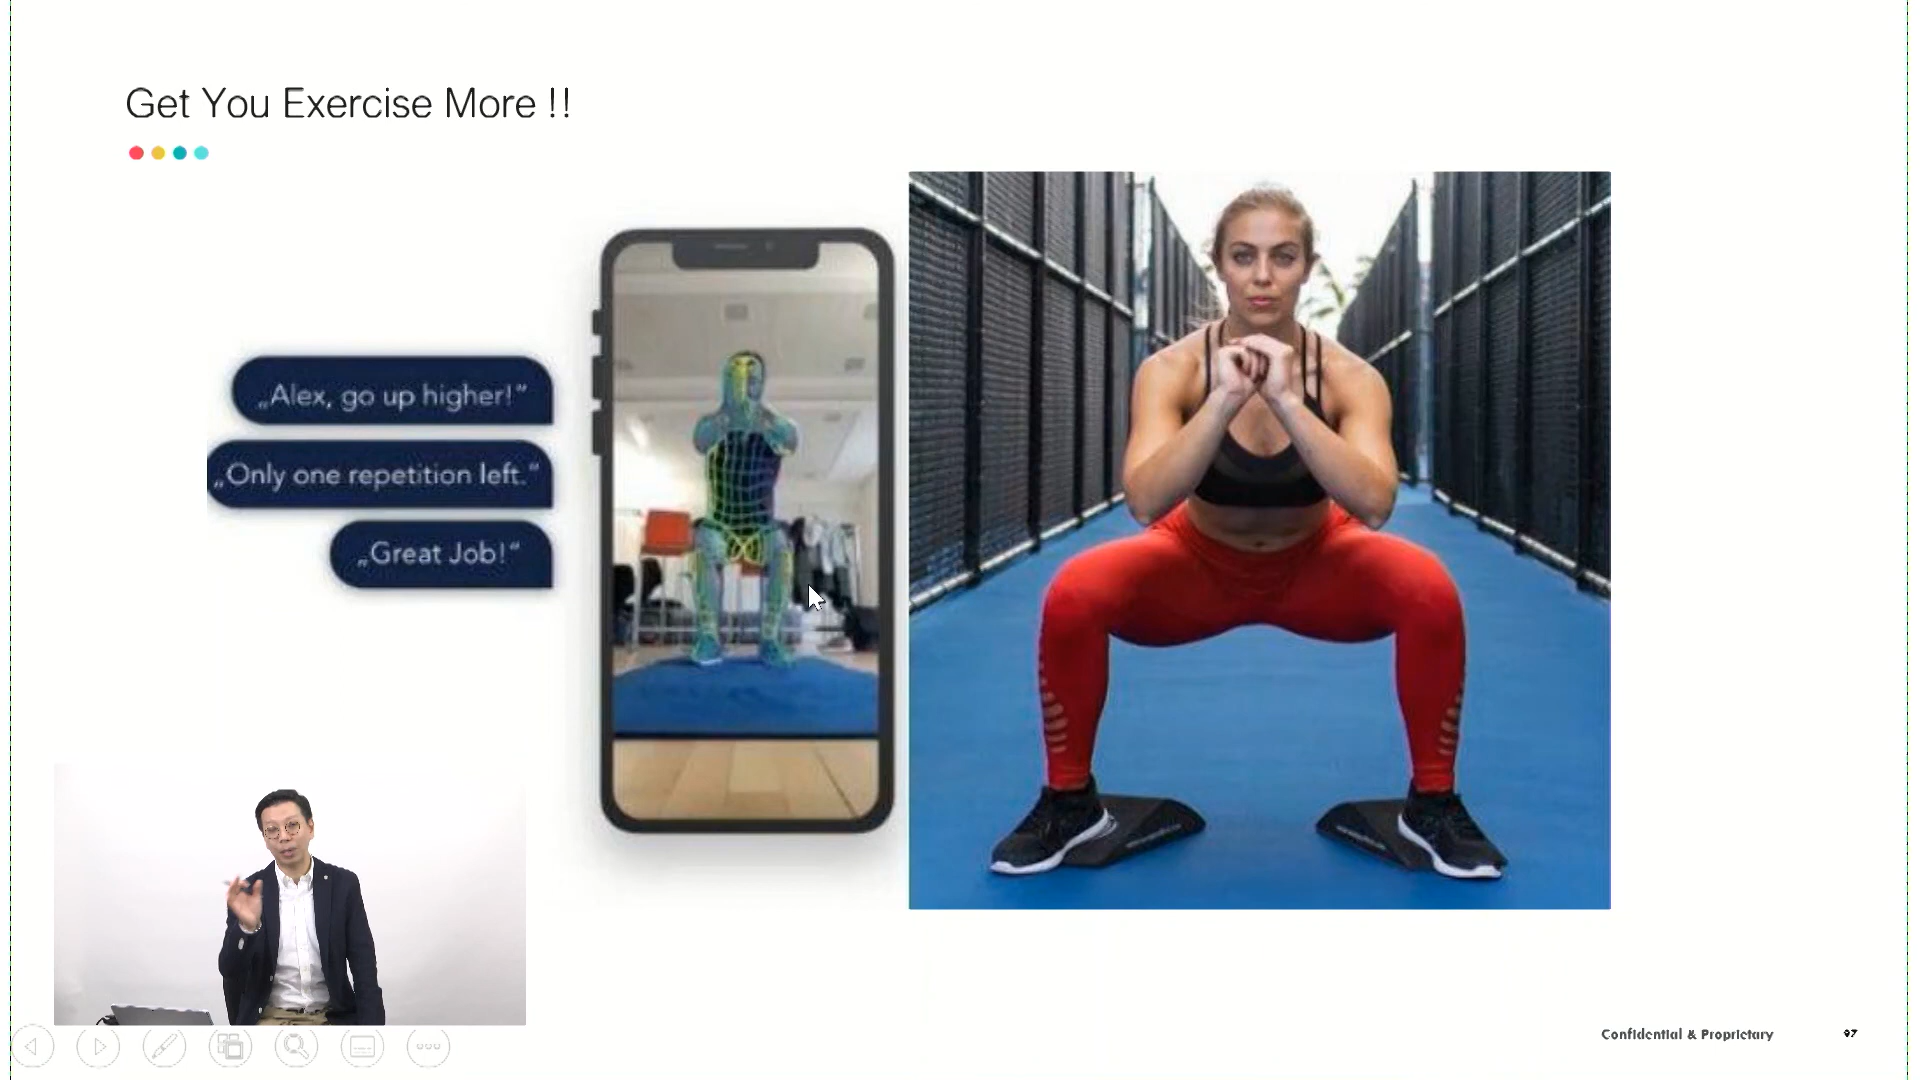 Get You Exercise More !!
„Alex, go up higher!“
„Only one repetition left.“
„Great Job!“
Confidential & Proprietary
97